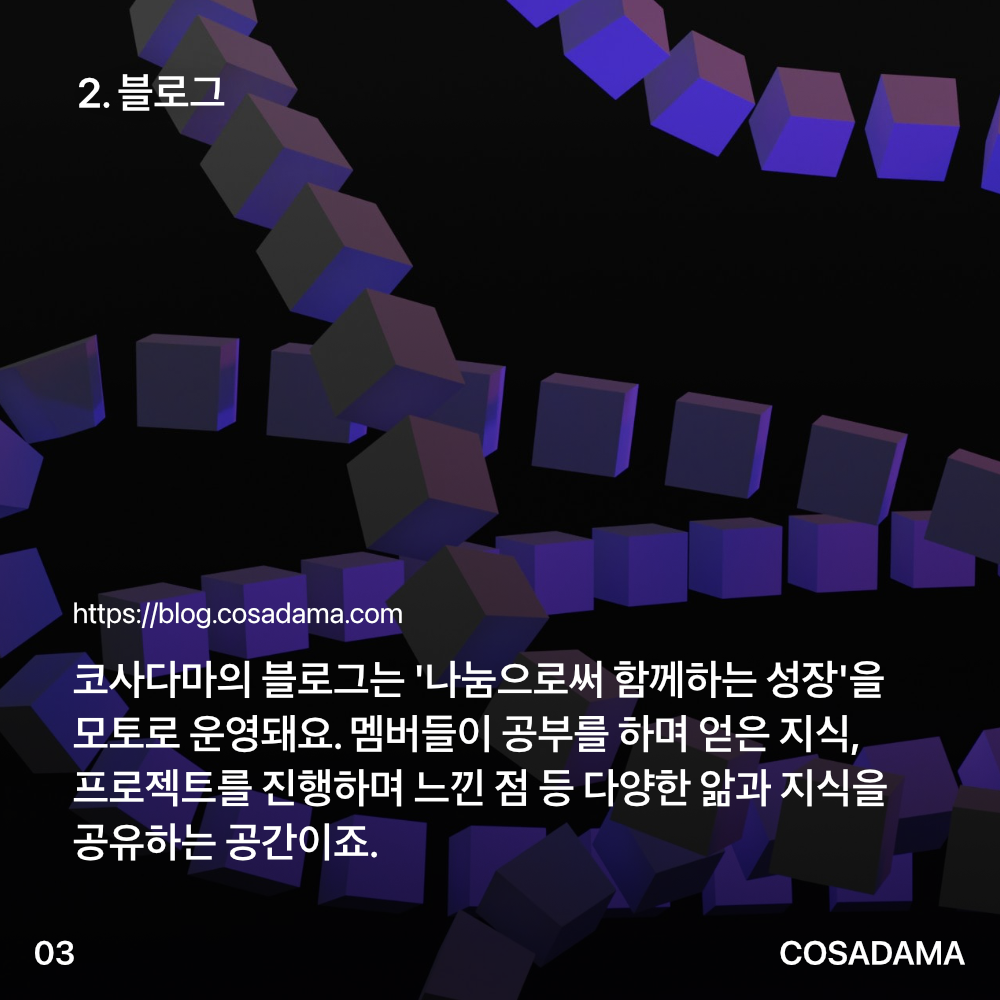 2. 블로그
https://blog.cosadama.com
코사다마의 블로그는 '나눔으로써 함께하는 성장'을
모토로 운영돼요. 멤버들이 공부를 하며 얻은 지식,
프로젝트를 진행하며 느낀 점 등 다양한 앎과 지식을
공유하는 공간이죠.
03
COSADAMA